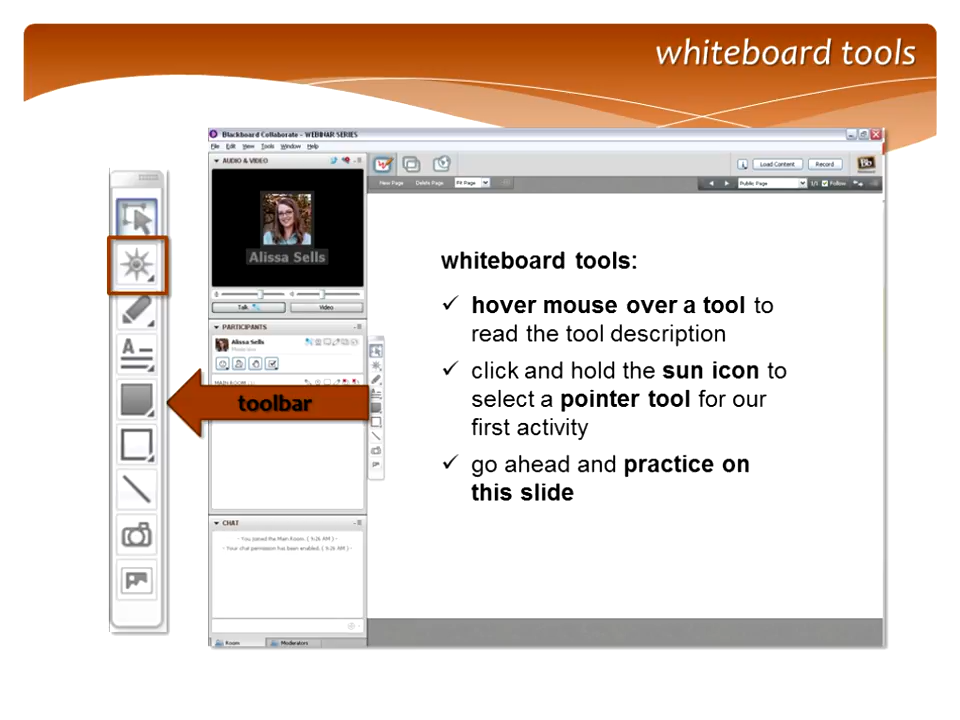 whiteboard tools
Blackboard Collaborate - WEBINAR SERIES
File Edit View Tools Window Help
AUDIO & VIDEO
Alissa Sells
Talk Video
PARTICIPANTS
Alissa Sells
MAIN ROOM
CHAT
- You joined the Main Room. ( 9:26 AM ) -
- Your chat permission has been enabled. ( 9:26 AM ) -
Room Moderators
Load Content Record
Bb
New Page Delete Page Fit Page
Public Page 1/1 Follow
A
toolbar
whiteboard tools:
✓ hover mouse over a tool to
read the tool description
✓ click and hold the sun icon to
select a pointer tool for our
first activity
✓ go ahead and practice on
this slide